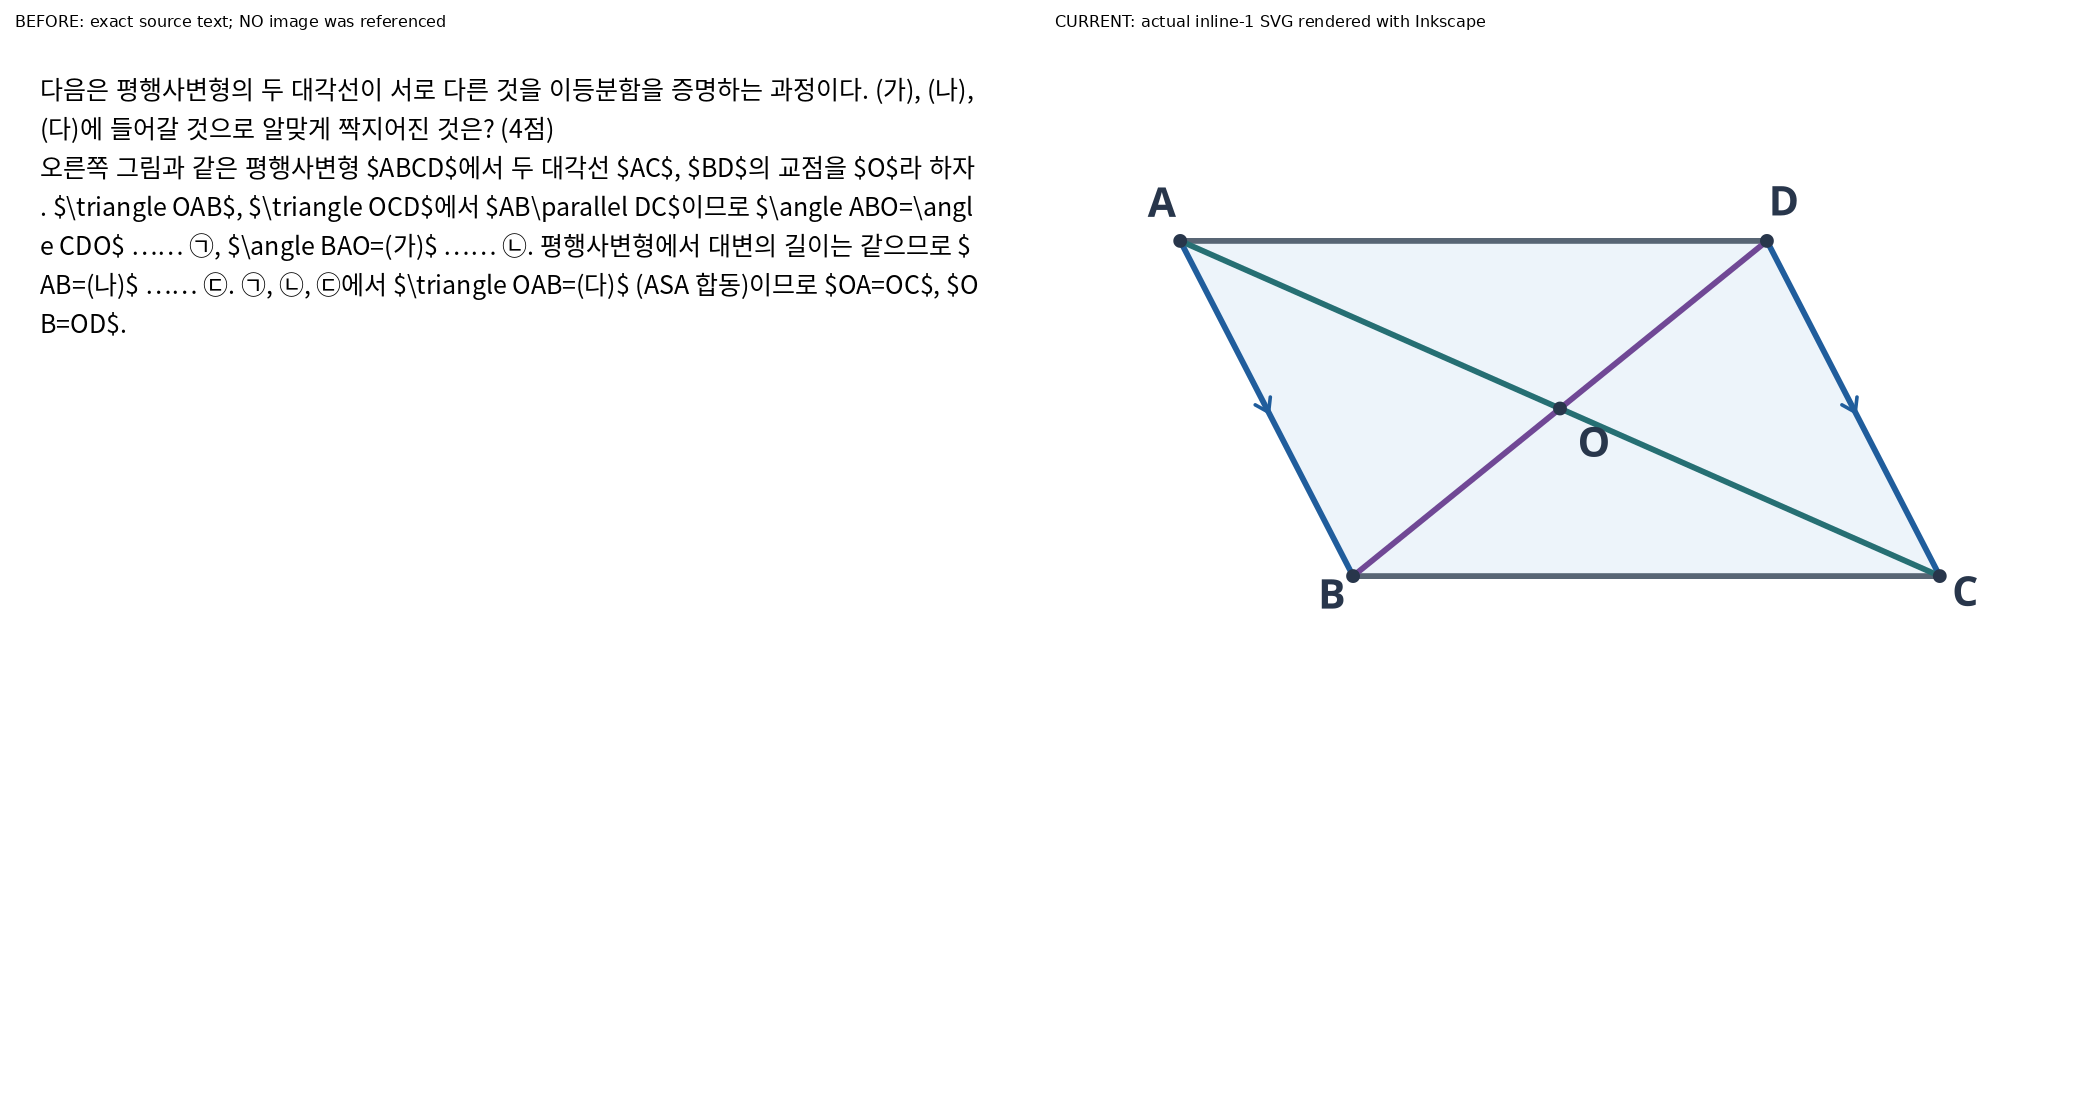 BEFORE: exact source text; NO image was referenced
다음은 평행사변형의 두 대각선이 서로 다른 것을 이등분함을 증명하는 과정이다. (가), (나),
(다)에 들어갈 것으로 알맞게 짝지어진 것은? (4점)
오른쪽 그림과 같은 평행사변형 $ABCD$에서 두 대각선 $AC$, $BD$의 교점을 $O$라 하자
. $\triangle OAB$, $\triangle OCD$에서 $AB\parallel DC$이므로 $\angle ABO=\angl
e CDO$ …… ㉠, $\angle BAO=(가)$ …… ㉡. 평행사변형에서 대변의 길이는 같으므로 $
AB=(나)$ …… ㉢. ㉠, ㉡, ㉢에서 $\triangle OAB=(다)$ (ASA 합동)이므로 $OA=OC$, $O
B=OD$.
CURRENT: actual inline-1 SVG rendered with Inkscape
A
D
O
B
C